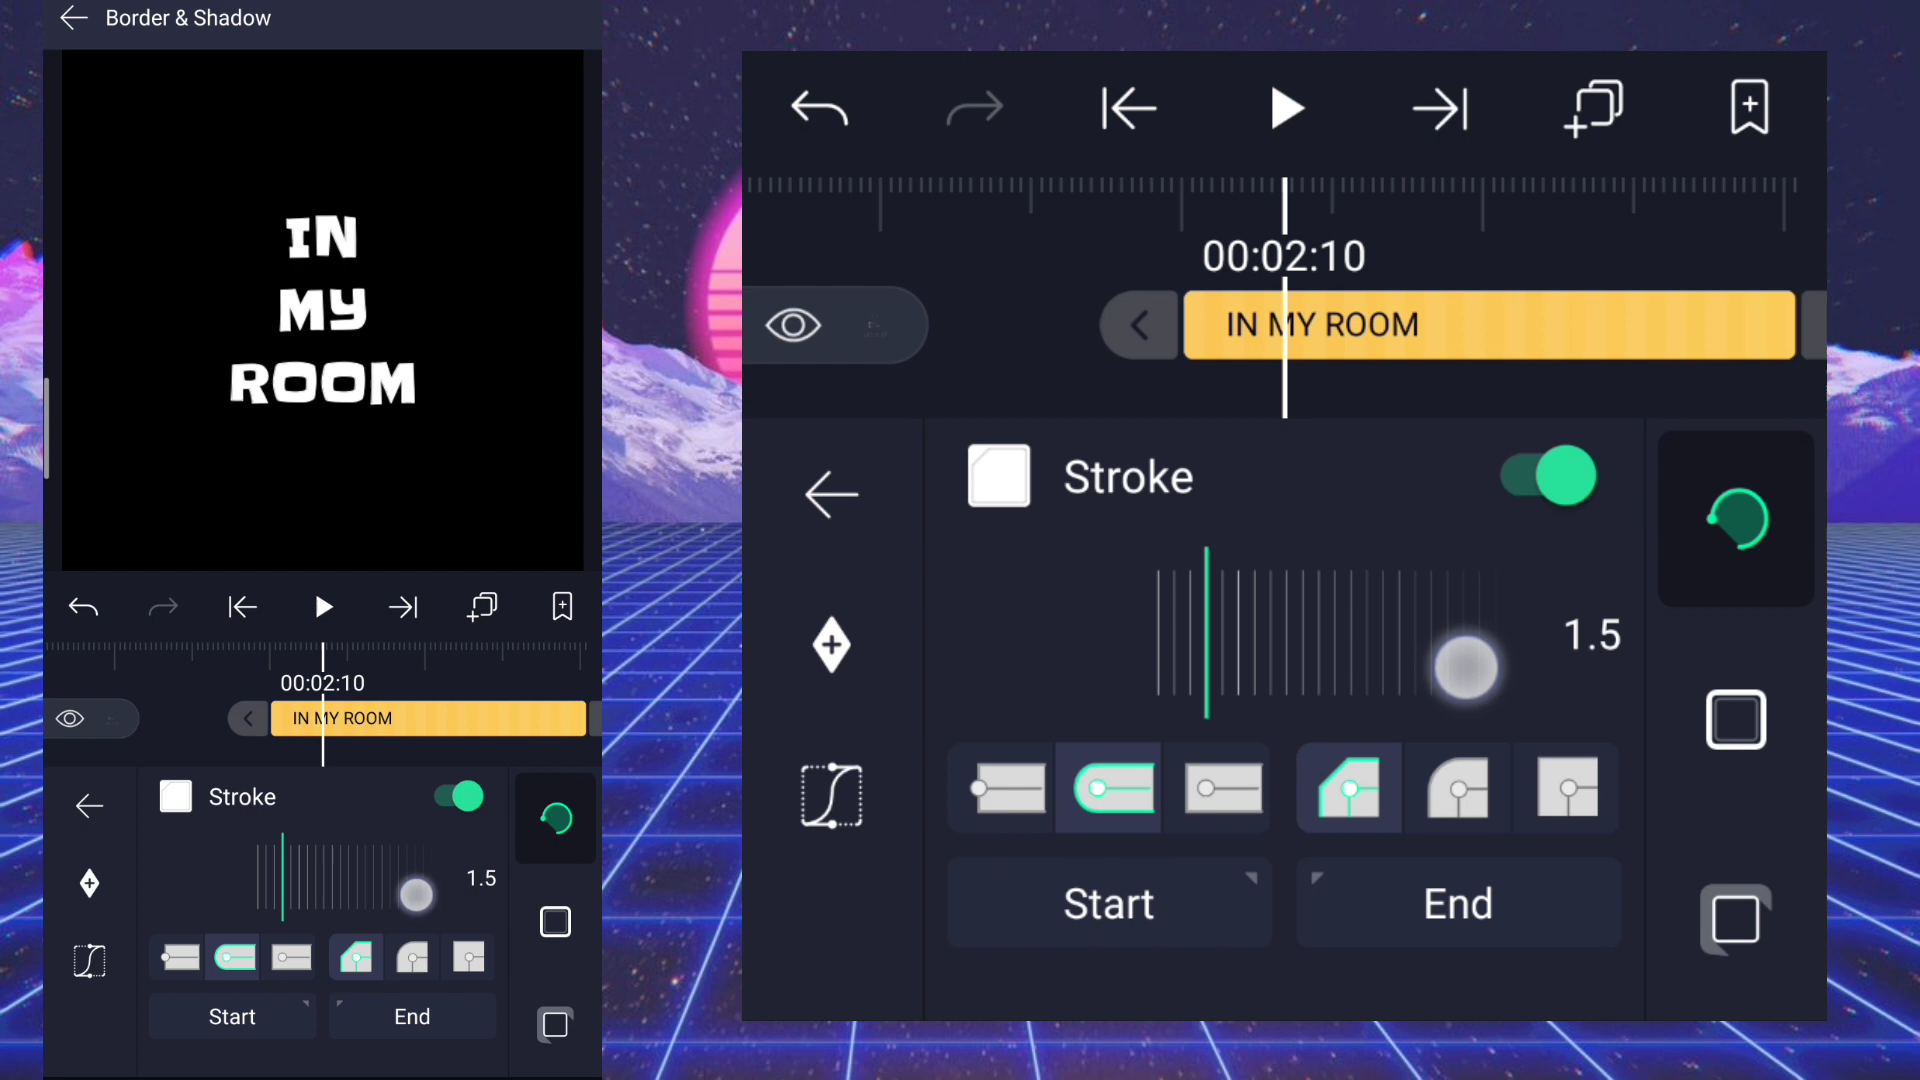 Border & Shadow
IN
MY
ROOM
00:02:10
IN MY ROOM
Stroke
1.5
Start
End
00:02:10
IN MY ROOM
Stroke
1.5
Start
End